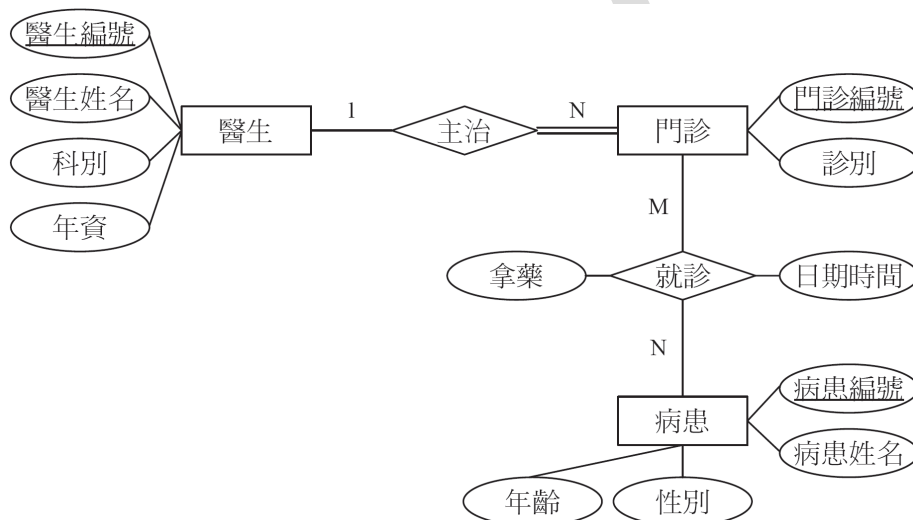 醫生編號
醫生姓名
科別
年資
醫生
1
主治
N
門診
門診編號
診別
M
拿藥
就診
日期時間
N
病患
病患編號
病患姓名
年齡
性別